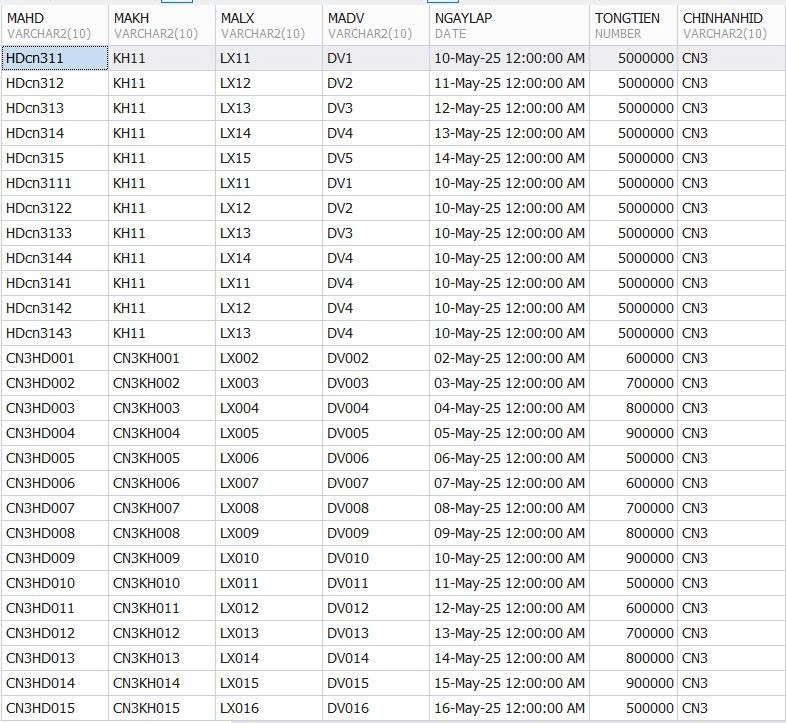 MAHD MAKH MALX MADV NGAYLAP TONGTIEN CHINHANHID
VARCHAR2(10) VARCHAR2(10) VARCHAR2(10) VARCHAR2(10) DATE NUMBER VARCHAR2(10)
HDcn311 KH11 LX11 DV1 10-May-25 12:00:00 AM 5000000 CN3
HDcn312 KH11 LX12 DV2 11-May-25 12:00:00 AM 5000000 CN3
HDcn313 KH11 LX13 DV3 12-May-25 12:00:00 AM 5000000 CN3
HDcn314 KH11 LX14 DV4 13-May-25 12:00:00 AM 5000000 CN3
HDcn315 KH11 LX15 DV5 14-May-25 12:00:00 AM 5000000 CN3
HDcn3111 KH11 LX11 DV1 10-May-25 12:00:00 AM 5000000 CN3
HDcn3122 KH11 LX12 DV2 10-May-25 12:00:00 AM 5000000 CN3
HDcn3133 KH11 LX13 DV3 10-May-25 12:00:00 AM 5000000 CN3
HDcn3144 KH11 LX14 DV4 10-May-25 12:00:00 AM 5000000 CN3
HDcn3141 KH11 LX11 DV4 10-May-25 12:00:00 AM 5000000 CN3
HDcn3142 KH11 LX12 DV4 10-May-25 12:00:00 AM 5000000 CN3
HDcn3143 KH11 LX13 DV4 10-May-25 12:00:00 AM 5000000 CN3
CN3HD001 CN3KH001 LX002 DV002 02-May-25 12:00:00 AM 600000 CN3
CN3HD002 CN3KH002 LX003 DV003 03-May-25 12:00:00 AM 700000 CN3
CN3HD003 CN3KH003 LX004 DV004 04-May-25 12:00:00 AM 800000 CN3
CN3HD004 CN3KH004 LX005 DV005 05-May-25 12:00:00 AM 900000 CN3
CN3HD005 CN3KH005 LX006 DV006 06-May-25 12:00:00 AM 500000 CN3
CN3HD006 CN3KH006 LX007 DV007 07-May-25 12:00:00 AM 600000 CN3
CN3HD007 CN3KH007 LX008 DV008 08-May-25 12:00:00 AM 700000 CN3
CN3HD008 CN3KH008 LX009 DV009 09-May-25 12:00:00 AM 800000 CN3
CN3HD009 CN3KH009 LX010 DV010 10-May-25 12:00:00 AM 900000 CN3
CN3HD010 CN3KH010 LX011 DV011 11-May-25 12:00:00 AM 500000 CN3
CN3HD011 CN3KH011 LX012 DV012 12-May-25 12:00:00 AM 600000 CN3
CN3HD012 CN3KH012 LX013 DV013 13-May-25 12:00:00 AM 700000 CN3
CN3HD013 CN3KH013 LX014 DV014 14-May-25 12:00:00 AM 800000 CN3
CN3HD014 CN3KH014 LX015 DV015 15-May-25 12:00:00 AM 900000 CN3
CN3HD015 CN3KH015 LX016 DV016 16-May-25 12:00:00 AM 500000 CN3